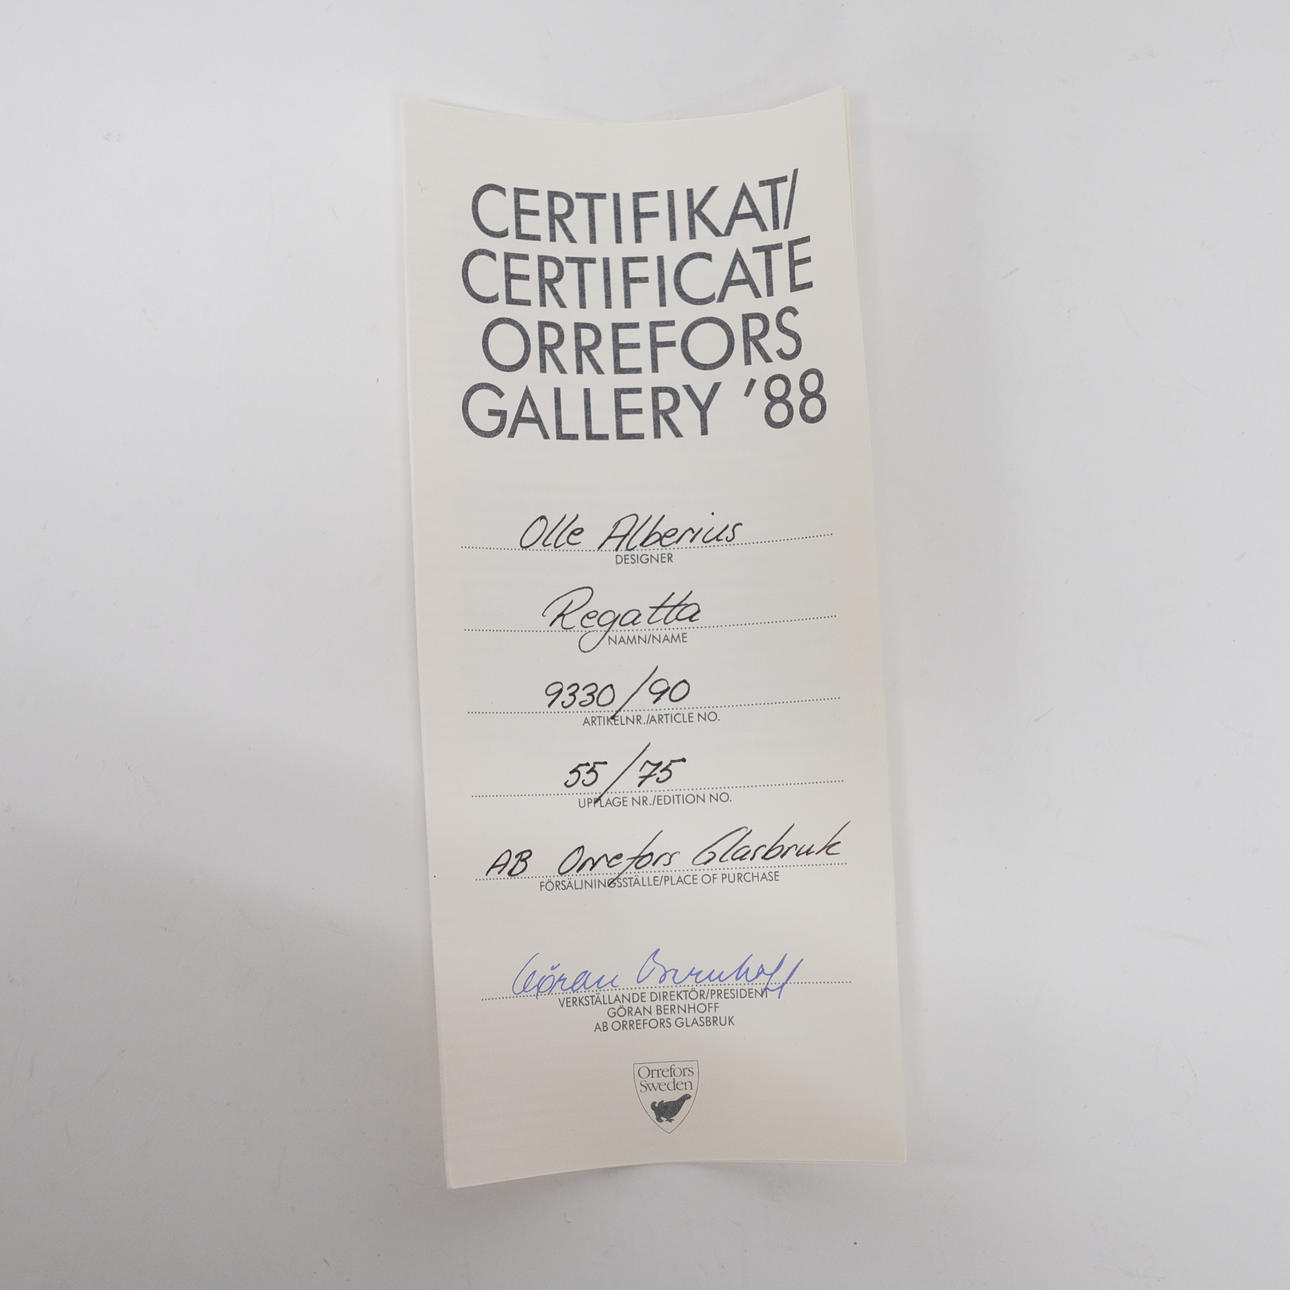 CERTIFIKAT/
CERTIFICATE
ORREFORS
GALLERY '88
Olle Alberius
DESIGNER
Regatta
NAMN/NAME
9330/90
ARTIKELNR./ARTICLE NO.
55/75
UPPLAGE NR./EDITION NO.
AB Orrefors Glasbruk
FÖRSÄLJNINGSSTÄLLE/PLACE OF PURCHASE
Göran Bernhoff
VERKSTÄLLANDE DIREKTÖR/PRESIDENT
GÖRAN BERNHOFF
AB ORREFORS GLASBRUK
Orrefors
Sweden